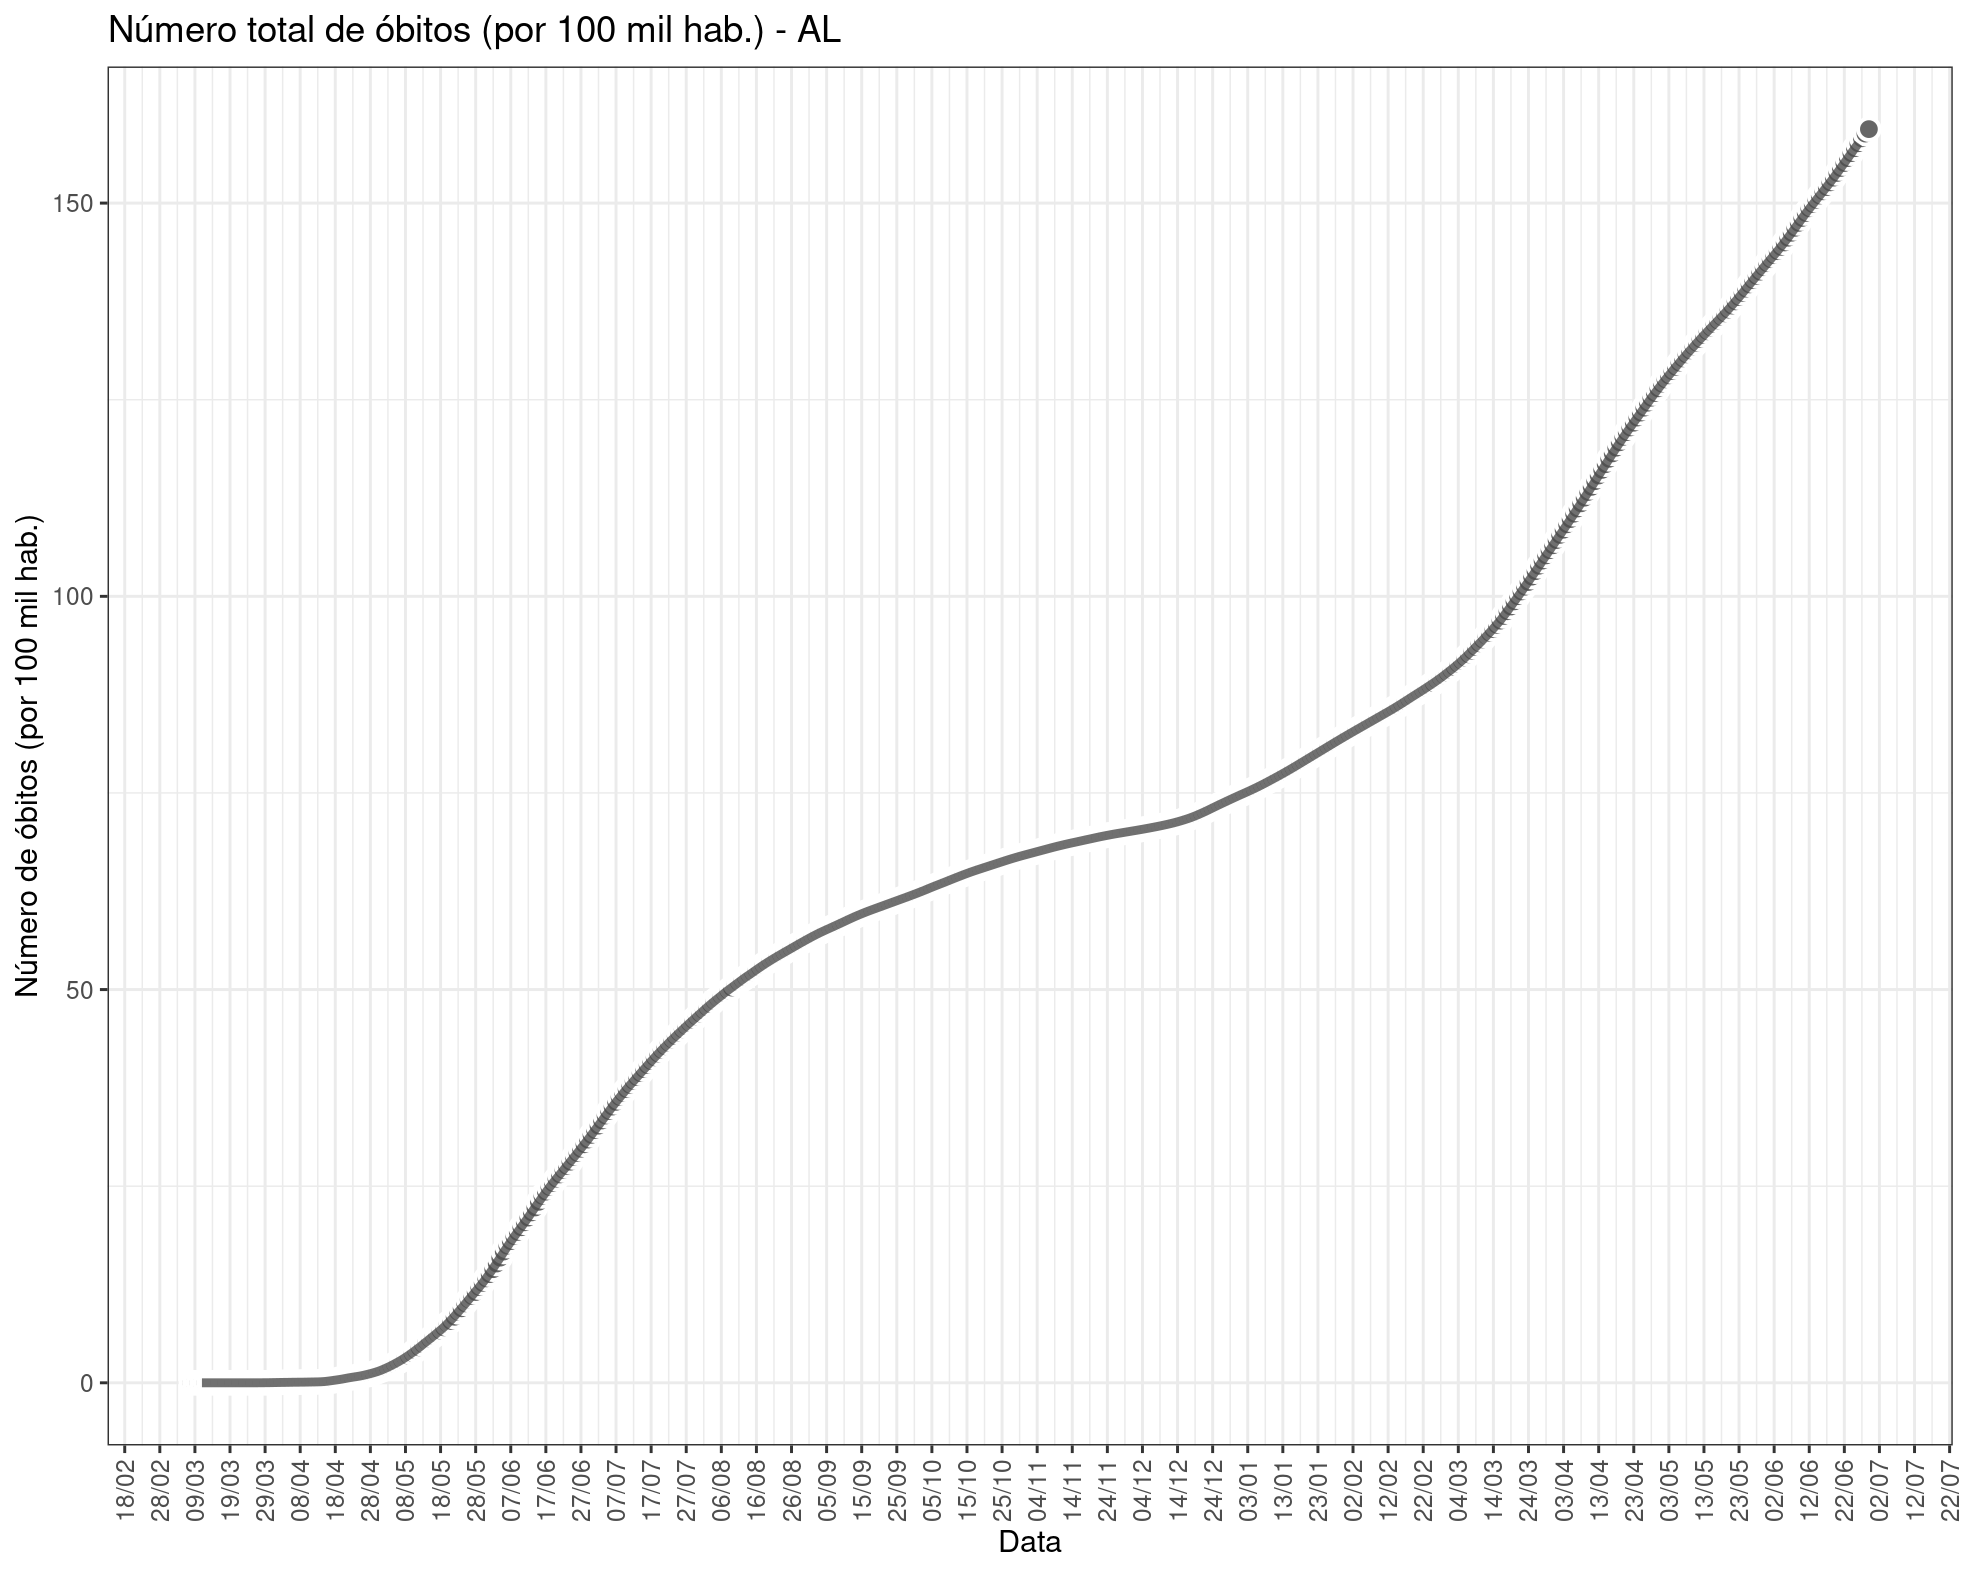 Número total de óbitos (por 100 mil hab.) - AL
Número de óbitos (por 100 mil hab.)
150
100
50
0
18/02 28/02 09/03 19/03 29/03 08/04 18/04 28/04 08/05 18/05 28/05 07/06 17/06 27/06 07/07 17/07 27/07 06/08 16/08 26/08 05/09 15/09 25/09 05/10 15/10 25/10 04/11 14/11 24/11 04/12 14/12 24/12 03/01 13/01 23/01 02/02 12/02 22/02 04/03 14/03 24/03 03/04 13/04 23/04 03/05 13/05 23/05 02/06 12/06 22/06 02/07 12/07 22/07
Data